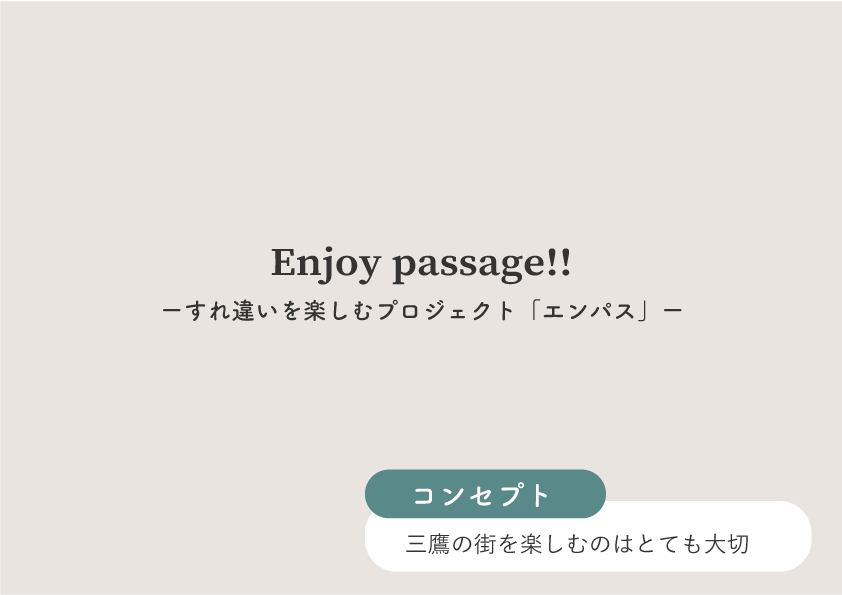 Enjoy passage!!
ーすれ違いを楽しむプロジェクト「エンパス」ー
コンセプト
三鷹の街を楽しむのはとても大切